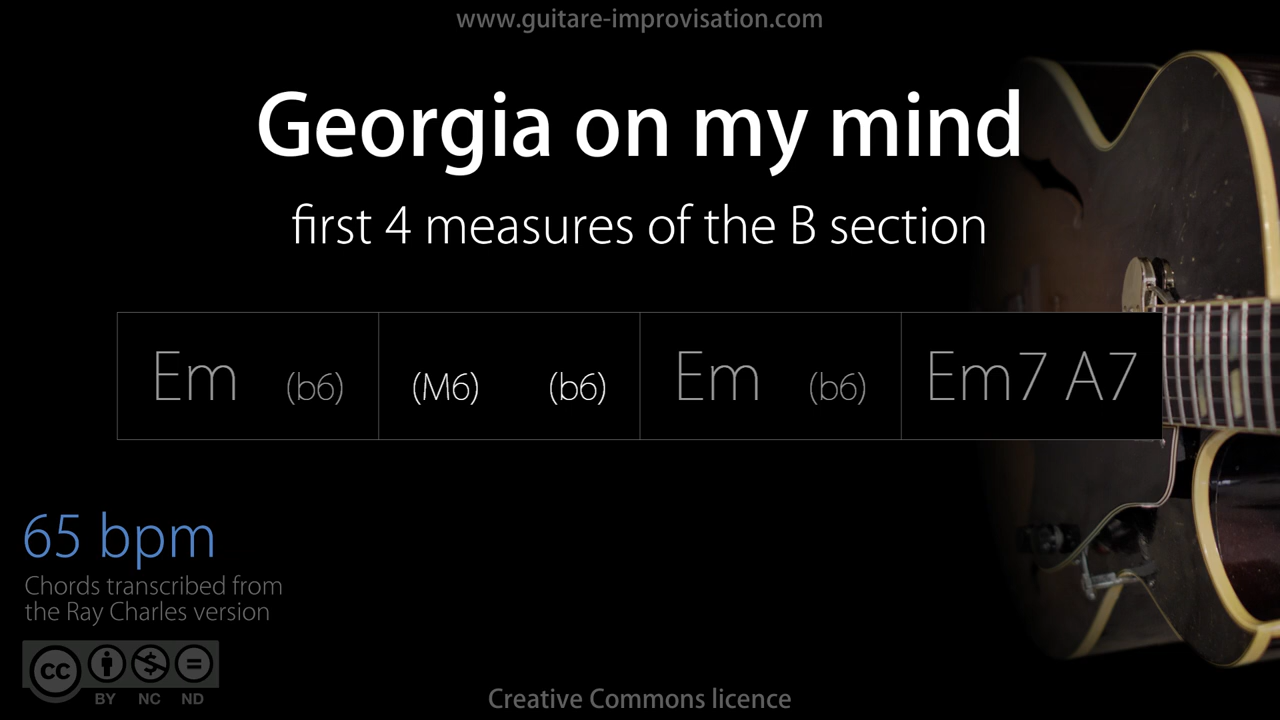 www.guitare-improvisation.com
Georgia on my mind
first 4 measures of the B section
Em (b6) (M6) (b6) Em (b6) Em7 A7
65 bpm
Chords transcribed from
the Ray Charles version
cc
BY NC ND
Creative Commons licence